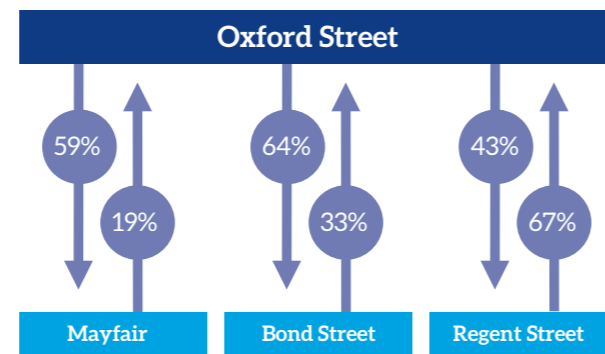 Oxford Street
59% 64% 43%
19% 33% 67%
Mayfair Bond Street Regent Street